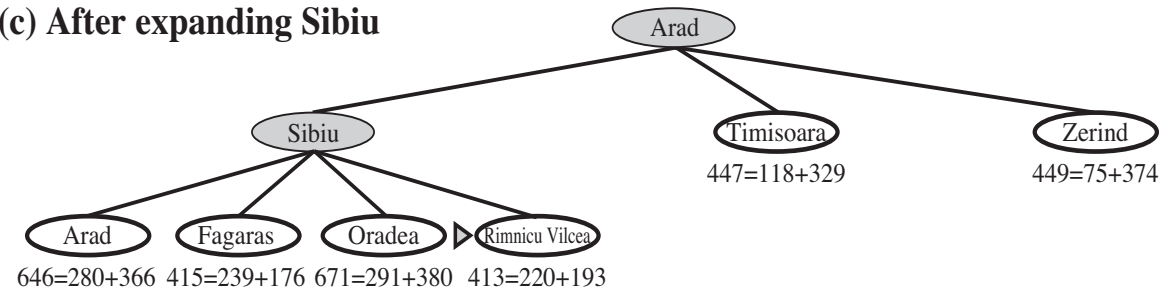 (c) After expanding Sibiu
Arad
Sibiu
Timisoara
Zerind
447=118+329
449=75+374
Arad
Fagaras
Oradea
Rimnicu Vilcea
646=280+366
415=239+176
671=291+380
413=220+193